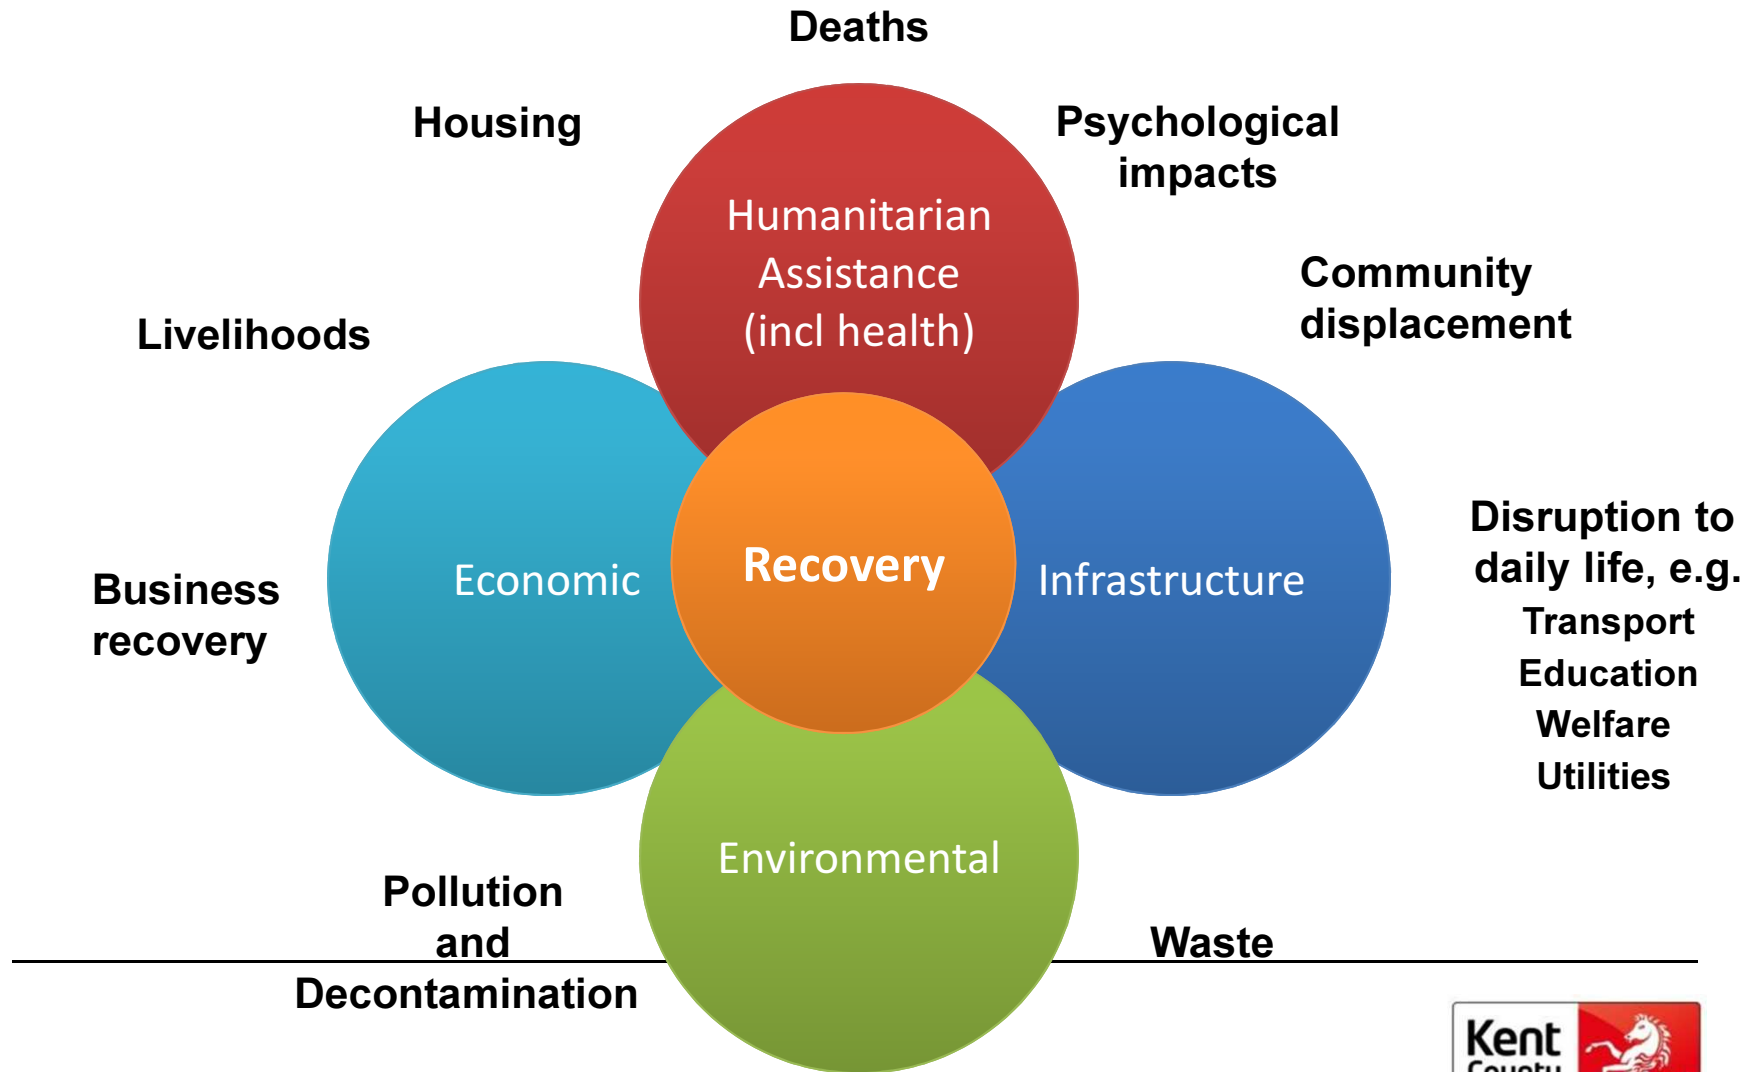 Deaths
Housing
Psychological
impacts
Humanitarian
Assistance
(incl health)
Community
displacement
Livelihoods
Economic
Recovery
Infrastructure
Business
recovery
Disruption to
daily life, e.g.
Transport
Education
Welfare
Utilities
Environmental
Pollution
and
Decontamination
Waste
Kent
County